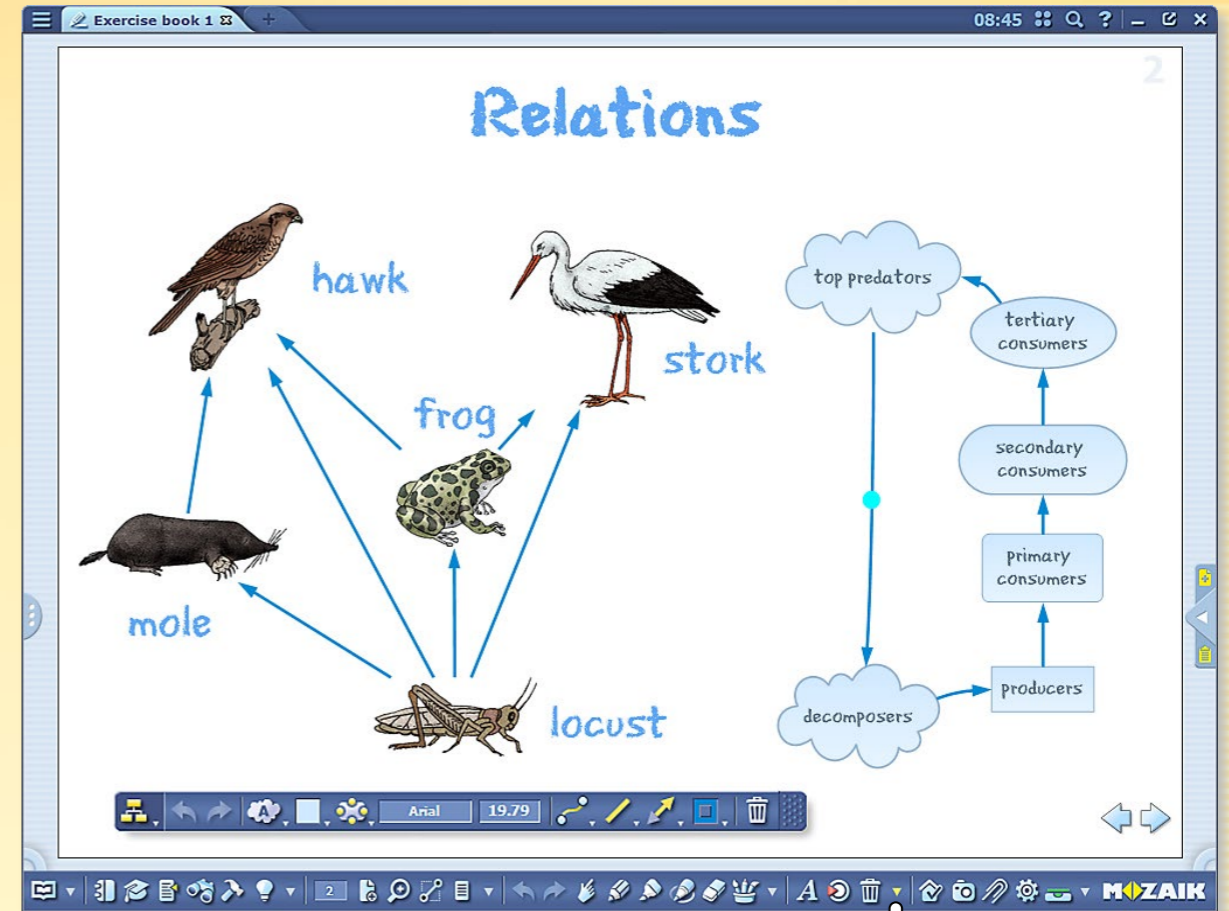 Exercise book 1
08:45
2
Relations
hawk
stork
frog
mole
locust
top predators
tertiary
consumers
secondary
consumers
primary
consumers
producers
decomposers
A
Arial
19.79
2
A
MOZAIK